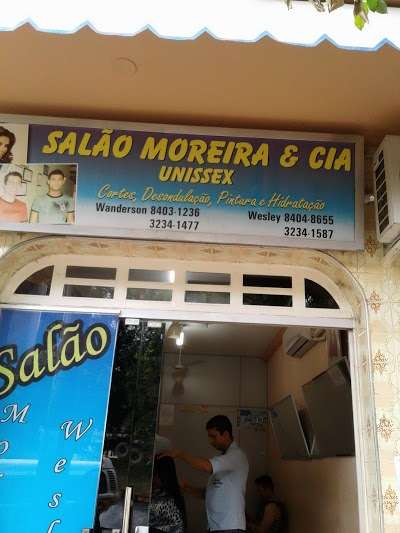 SALÃO MOREIRA & CIA
UNISSEX
Cortes, Desondulação, Pintura e Hidratação
Wanderson 8403-1236
3234-1477
Wesley 8404-8655
3234-1587
Salão